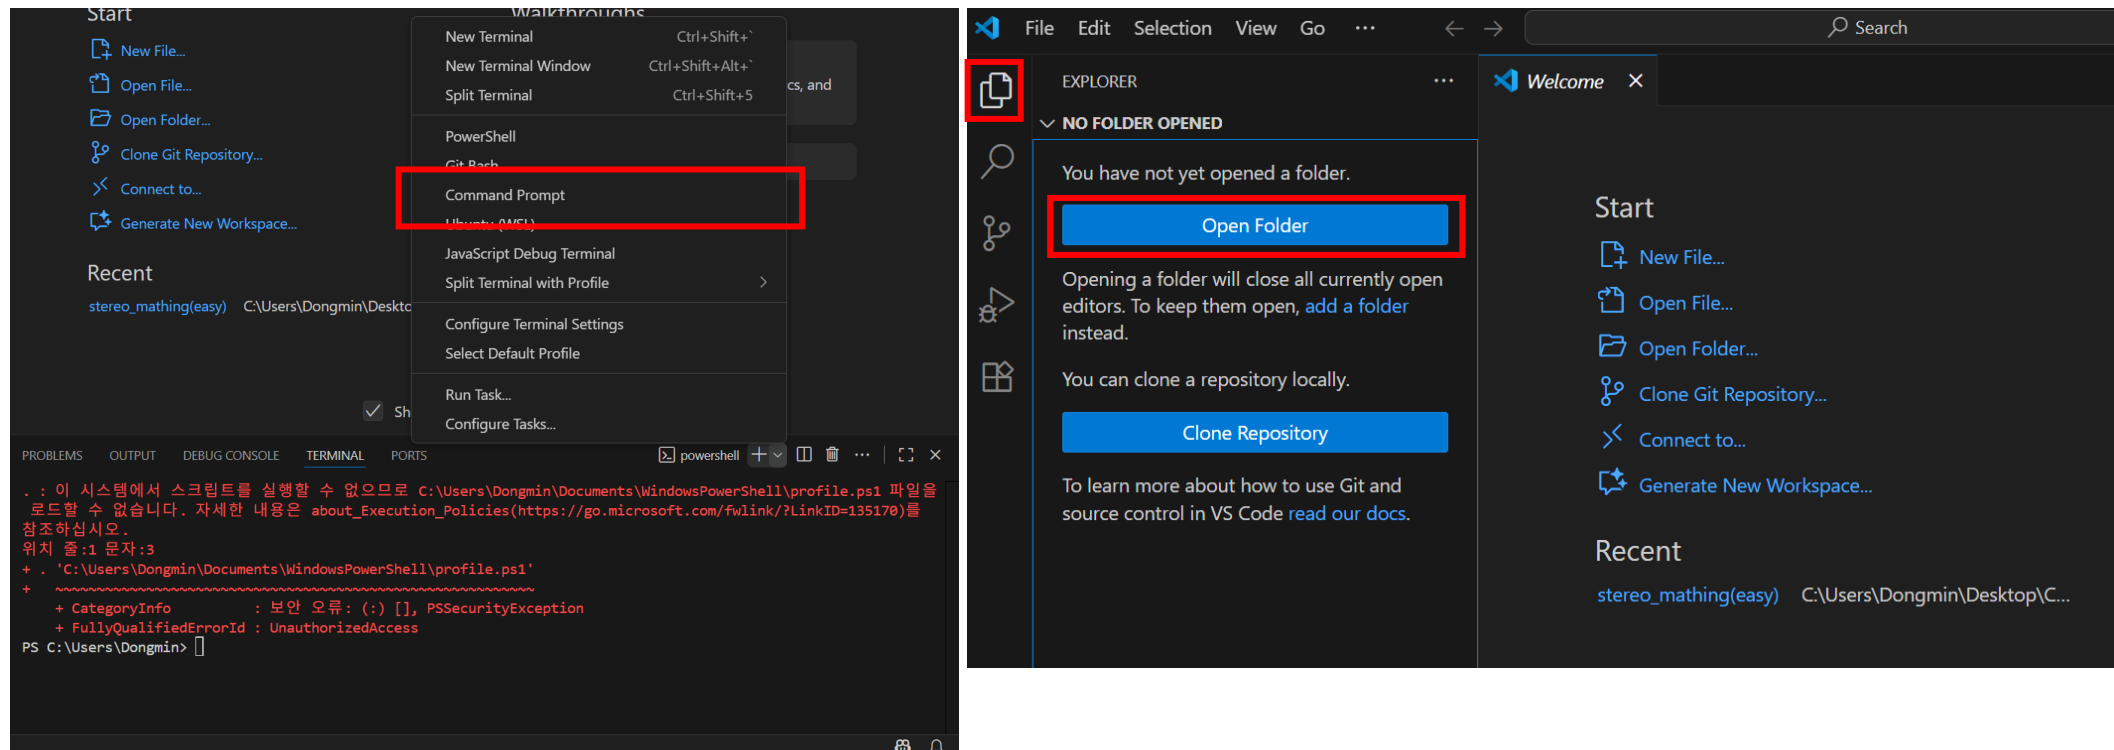 Start
New File...
Open File...
Open Folder...
Clone Git Repository...
Connect to...
Generate New Workspace...
Recent
stereo_mathing(easy) C:\Users\Dongmin\Deskto
Walkthroughs
cs, and
Sh
New Terminal Ctrl+Shift+`
New Terminal Window Ctrl+Shift+Alt+`
Split Terminal Ctrl+Shift+5
PowerShell
Git Bash
Command Prompt
Ubuntu (WSL)
JavaScript Debug Terminal
Split Terminal with Profile
Configure Terminal Settings
Select Default Profile
Run Task...
Configure Tasks...
PROBLEMS OUTPUT DEBUG CONSOLE TERMINAL PORTS powershell
. : 이 시스템에서 스크립트를 실행할 수 없으므로 C:\Users\Dongmin\Documents\WindowsPowerShell\profile.ps1 파일을
로드할 수 없습니다. 자세한 내용은 about_Execution_Policies(https://go.microsoft.com/fwlink/?LinkID=135170)를
참조하십시오.
위치 줄:1 문자:3
+ . 'C:\Users\Dongmin\Documents\WindowsPowerShell\profile.ps1'
+ ~~~~~~~~~~~~~~~~~~~~~~~~~~~~~~~~~~~~~~~~~~~~~~~~~~~~~~~~~~
+ CategoryInfo : 보안 오류: (:) [], PSSecurityException
+ FullyQualifiedErrorId : UnauthorizedAccess
PS C:\Users\Dongmin>
File Edit Selection View Go ··· Search
EXPLORER ···
NO FOLDER OPENED
You have not yet opened a folder.
Open Folder
Opening a folder will close all currently open
editors. To keep them open, add a folder
instead.
You can clone a repository locally.
Clone Repository
To learn more about how to use Git and
source control in VS Code read our docs.
Welcome
Start
New File...
Open File...
Open Folder...
Clone Git Repository...
Connect to...
Generate New Workspace...
Recent
stereo_mathing(easy) C:\Users\Dongmin\Desktop\C...